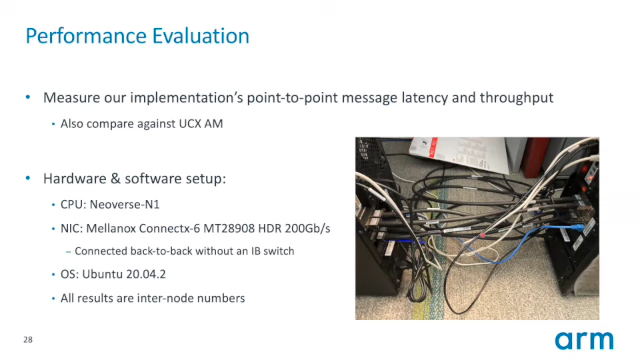 Performance Evaluation
• Measure our implementation's point-to-point message latency and throughput
• Also compare against UCX AM
• Hardware & software setup:
• CPU: Neoverse-N1
• NIC: Mellanox Connectx-6 MT28908 HDR 200Gb/s
– Connected back-to-back without an IB switch
• OS: Ubuntu 20.04.2
• All results are inter-node numbers
28
arm